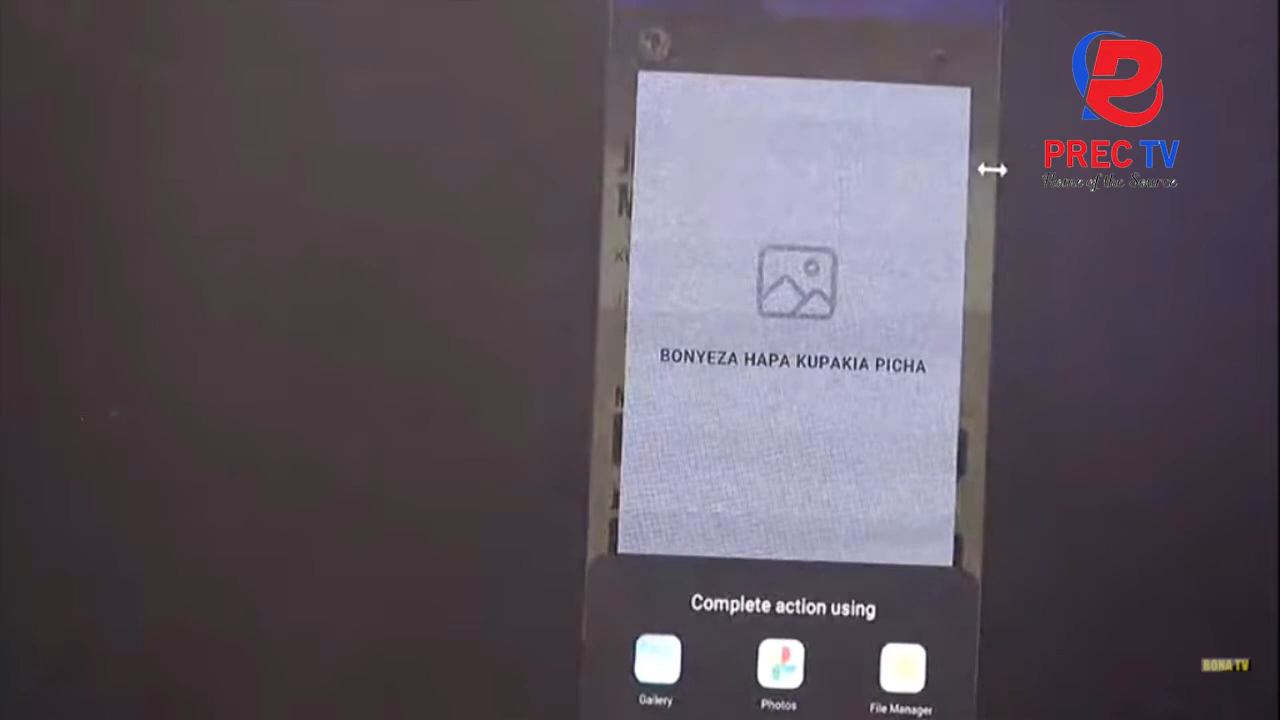 PREC TV
Home of the Source
BONYEZA HAPA KUPAKIA PICHA
Complete action using
Gallery
Photos
File Manager
BONA TV